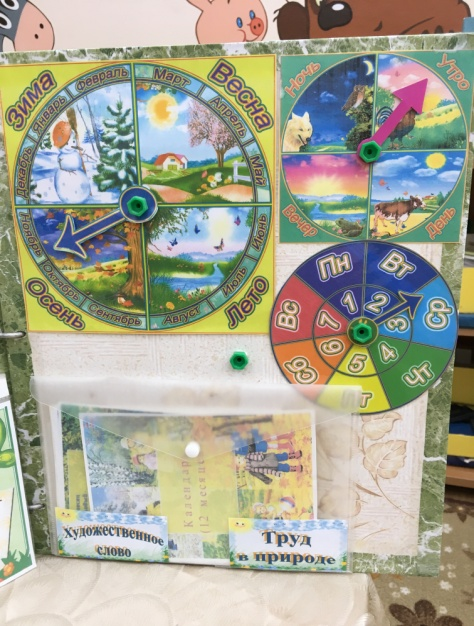 Зима
Весна
Осень
Лето
Декабрь
Январь
Февраль
Март
Апрель
Май
Июнь
Июль
Август
Сентябрь
Октябрь
Ноябрь
Ночь
Утро
Вечер
День
Пн
Вт
Ср
Чт
Пт
Сб
Вс
1
2
3
4
5
6
7
Календарь
(12 месяц
Художественное
слово
Труд
в природе